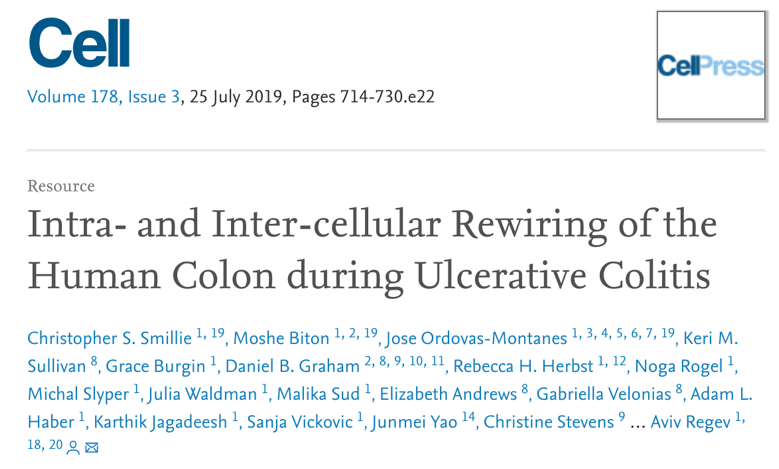 Cell
CellPress
Volume 178, Issue 3, 25 July 2019, Pages 714-730.e22
Resource
Intra- and Inter-cellular Rewiring of the
Human Colon during Ulcerative Colitis
Christopher S. Smillie 1, 19, Moshe Biton 1, 2, 19, Jose Ordovas-Montanes 1, 3, 4, 5, 6, 7, 19, Keri M.
Sullivan 8, Grace Burgin 1, Daniel B. Graham 2, 8, 9, 10, 11, Rebecca H. Herbst 1, 12, Noga Rogel 1,
Michal Slyper 1, Julia Waldman 1, Malika Sud 1, Elizabeth Andrews 8, Gabriella Velonias 8, Adam L.
Haber 1, Karthik Jagadeesh 1, Sanja Vickovic 1, Junmei Yao 14, Christine Stevens 9 ... Aviv Regev 1,
18, 20